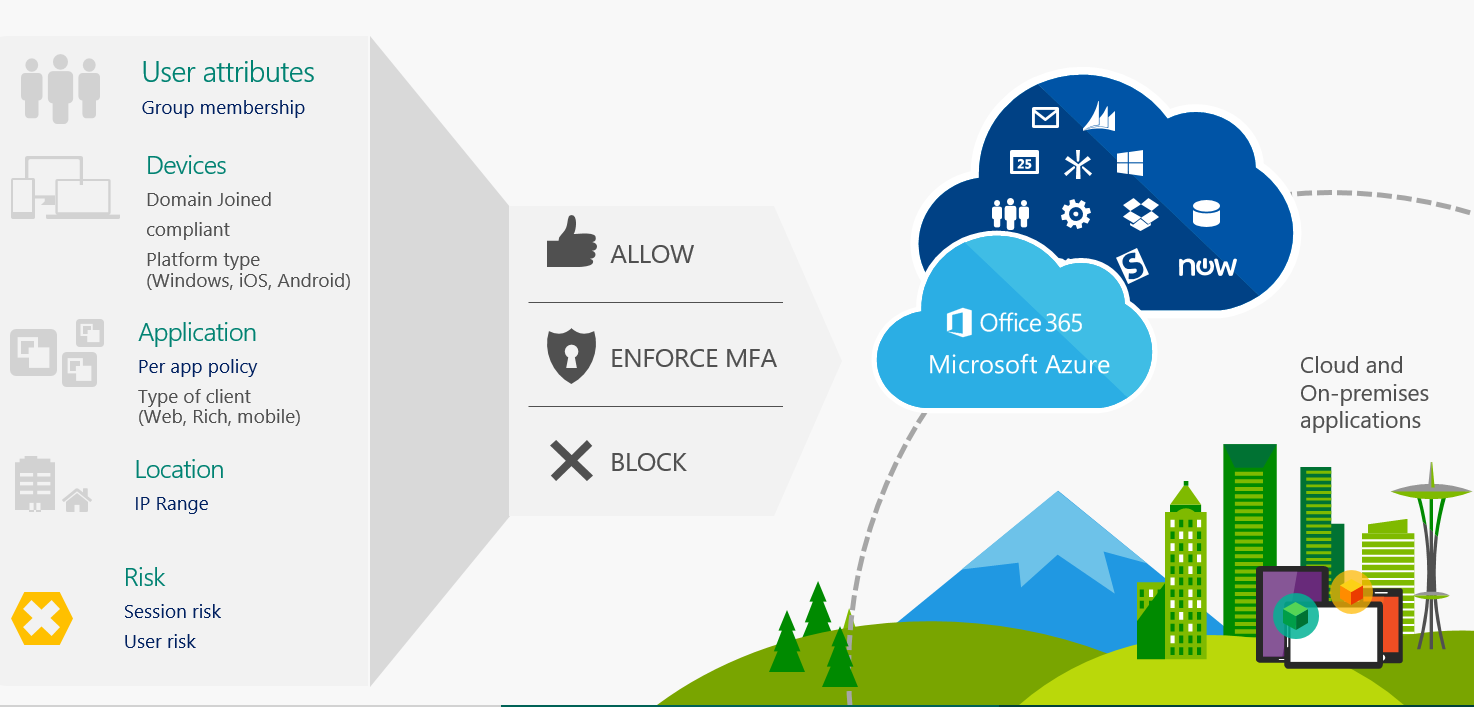 User attributes
Group membership
Devices
Domain Joined
compliant
Platform type
(Windows, iOS, Android)
Application
Per app policy
Type of client
(Web, Rich, mobile)
Location
IP Range
Risk
Session risk
User risk
ALLOW
ENFORCE MFA
BLOCK
25
S
now
Office 365
Microsoft Azure
Cloud and
On-premises
applications